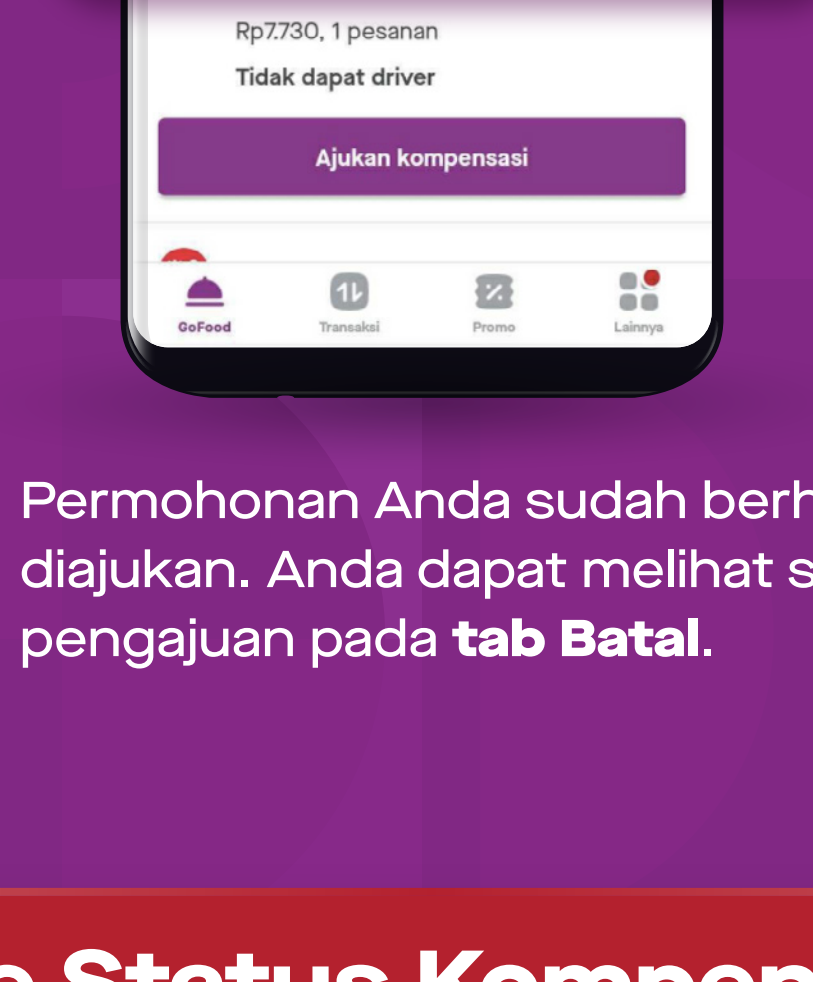 Rp7.730, 1 pesanan
Tidak dapat driver
Ajukan kompensasi
GoFood
Transaksi
Promo
Lainnya
Permohonan Anda sudah
diajukan. Anda dapat melihat
pengajuan pada tab Batal.
Status